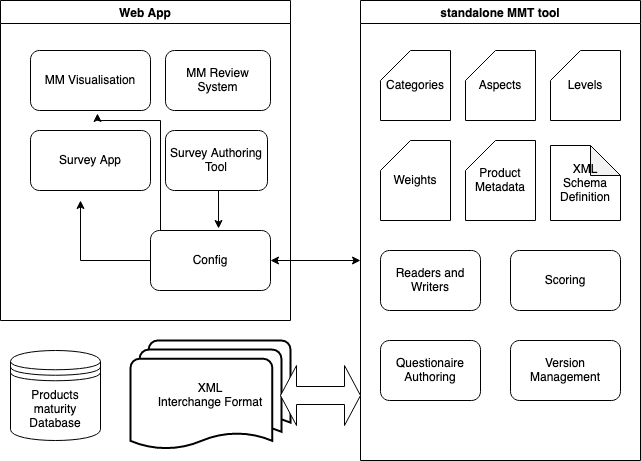 Web App
MM Visualisation
MM Review
System
Survey App
Survey Authoring
Tool
Config
standalone MMT tool
Categories
Aspects
Levels
Weights
Product
Metadata
XML
Schema
Definition
Readers and
Writers
Scoring
Questionaire
Authoring
Version
Management
Products
maturity
Database
XML
Interchange Format